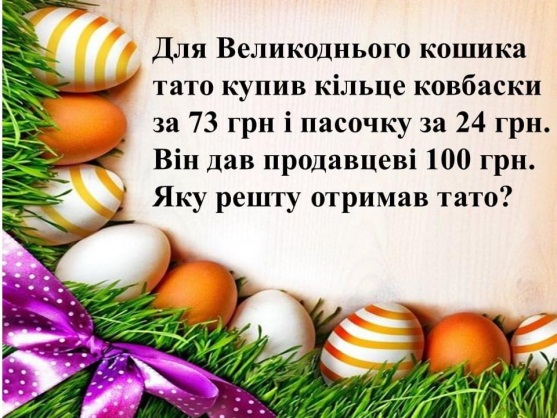 Для Великоднього кошика
тато купив кільце ковбаски
за 73 грн і пасочку за 24 грн.
Він дав продавцеві 100 грн.
Яку решту отримав тато?